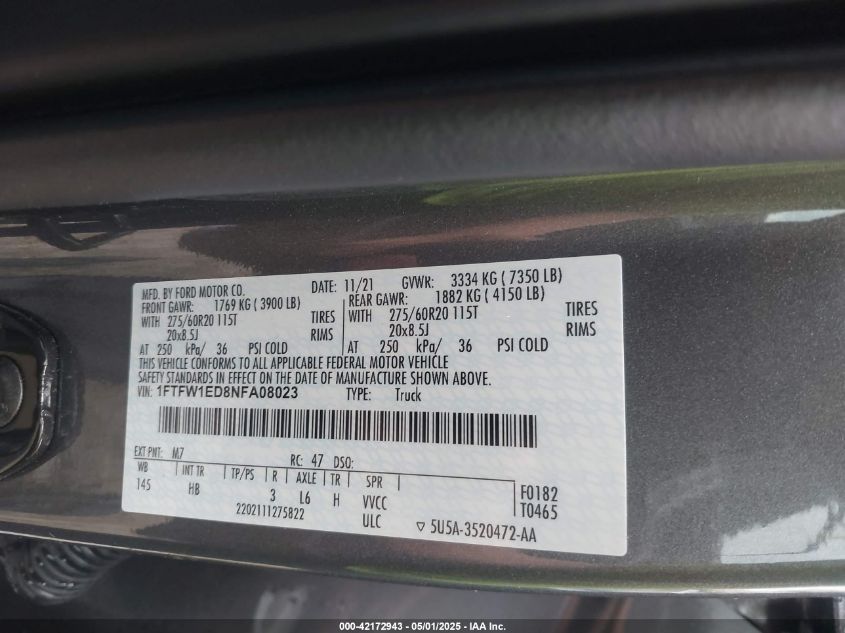 MFD. BY FORD MOTOR CO. DATE: 11/21 GVWR: 3334 KG ( 7350 LB)
FRONT GAWR: 1769 KG ( 3900 LB) REAR GAWR: 1882 KG ( 4150 LB)
WITH 275/60R20 115T TIRES WITH 275/60R20 115T TIRES
20x8.5J RIMS 20x8.5J RIMS
AT 250 kPa/ 36 PSI COLD AT 250 kPa/ 36 PSI COLD
THIS VEHICLE CONFORMS TO ALL APPLICABLE FEDERAL MOTOR VEHICLE
SAFETY STANDARDS IN EFFECT ON THE DATE OF MANUFACTURE SHOWN ABOVE.
VIN: 1FTFW1ED8NFA08023 TYPE: Truck
EXT PNT: M7 RC: 47 DSO:
WB INT TR TP/PS R AXLE TR SPR
145 HB 3 L6 H VVCC F0182
2202111275822 ULC T0465
5U5A-3520472-AA
000-42172943 / 05/01/2025 - IAA Inc.